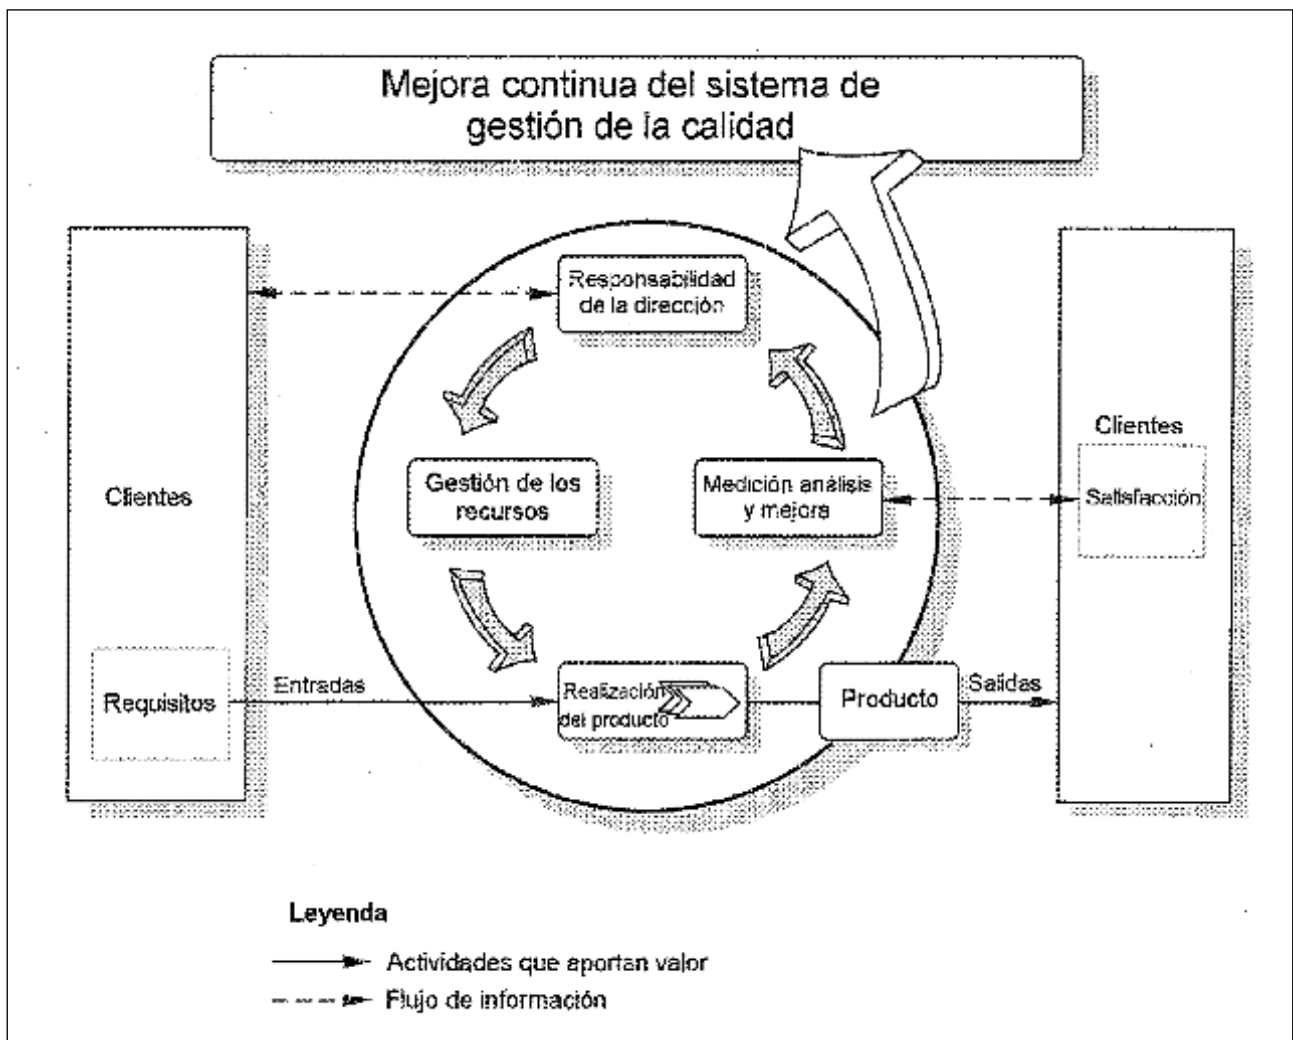 Mejora continua del sistema de
gestión de la calidad
Responsabilidad
de la dirección
Clientes
Gestión de los
recursos
Medición análisis
y mejora
Clientes
Satisfacción
Requisitos
Entradas
Realización
del producto
Producto
Salidas
Leyenda
Actividades que aportan valor
Flujo de información